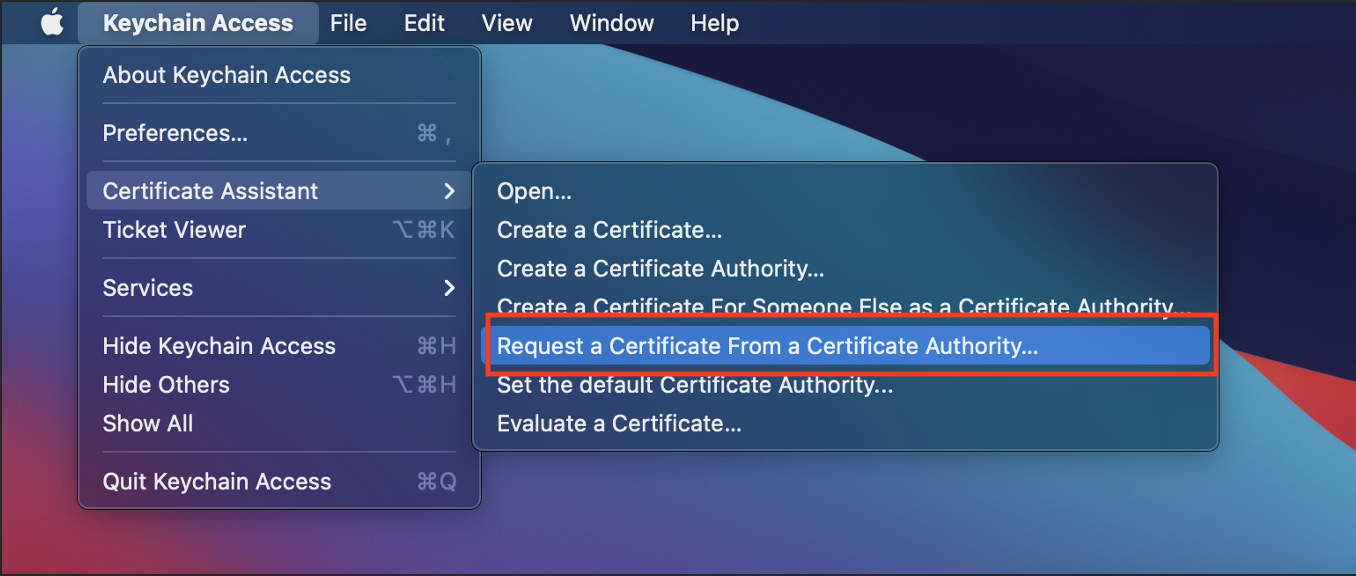 Keychain Access File Edit View Window Help
About Keychain Access
Preferences... ⌘ ,
Certificate Assistant
Ticket Viewer ⌥⌘K
Services
Hide Keychain Access ⌘H
Hide Others ⌥⌘H
Show All
Quit Keychain Access ⌘Q
Open...
Create a Certificate...
Create a Certificate Authority...
Create a Certificate For Someone Else as a Certificate Authority...
Request a Certificate From a Certificate Authority...
Set the default Certificate Authority...
Evaluate a Certificate...